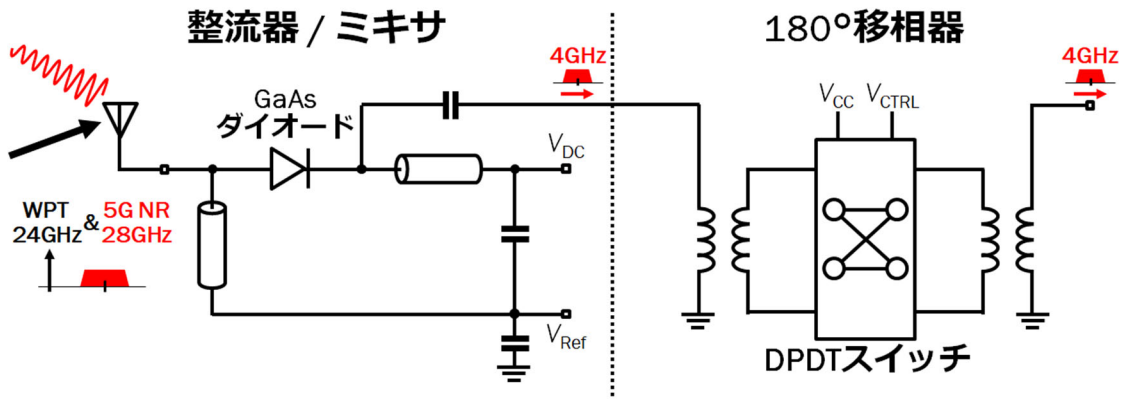 整流器 / ミキサ
180°移相器
4GHz
4GHz
GaAs
ダイオード
VCC
VCTRL
VDC
WPT
24GHz
&
5G NR
28GHz
VRef
DPDTスイッチ